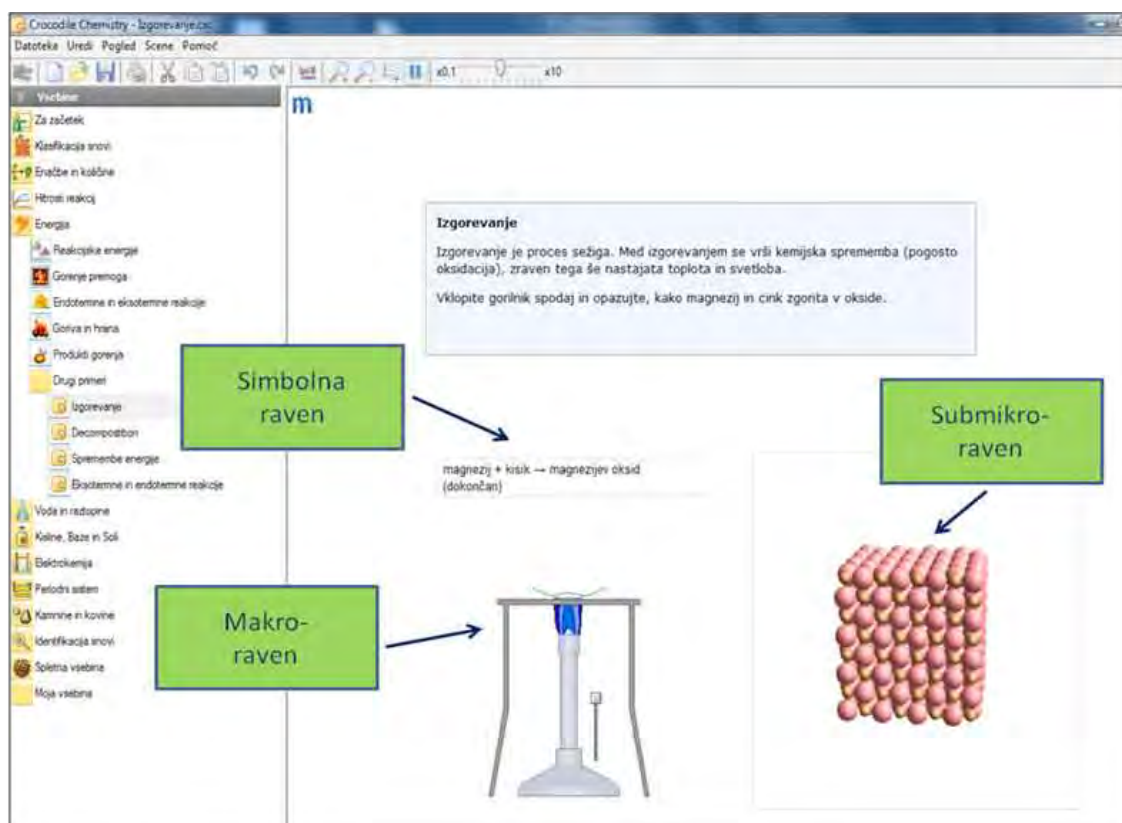 Crocodile Chemistry - Izgorevanje.cxc
Datoteka Uredi Pogled Scene Pomoč
x0,1 x10
Vsebine
m
Za začetek
Klasifikacija snovi
Enačbe in količine
Hitrosti reakcij
Energija
Reakcijske energije
Gorenje premoga
Endotermne in eksotermne reakcije
Goriva in hrana
Produkti gorenja
Drugi primeri
Izgorevanje
Decomposition
Spremembe energije
Eksotermne in endotermne reakcije
Voda in raztopine
Kisline, Baze in Soli
Elektrokemija
Periodni sistem
Kamnine in kovine
Identifikacija snovi
Spletna vsebina
Moja vsebina
Izgorevanje
Izgorevanje je proces sežiga. Med izgorevanjem se vrši kemijska sprememba (pogosto
oksidacija), zraven tega še nastajata toplota in svetloba.
Vklopite gorilnik spodaj in opazujte, kako magnezij in cink zgorita v okside.
Simbolna
raven
Submikro-
raven
magnezij + kisik → magnezijev oksid
(dokončan)
Makro-
raven